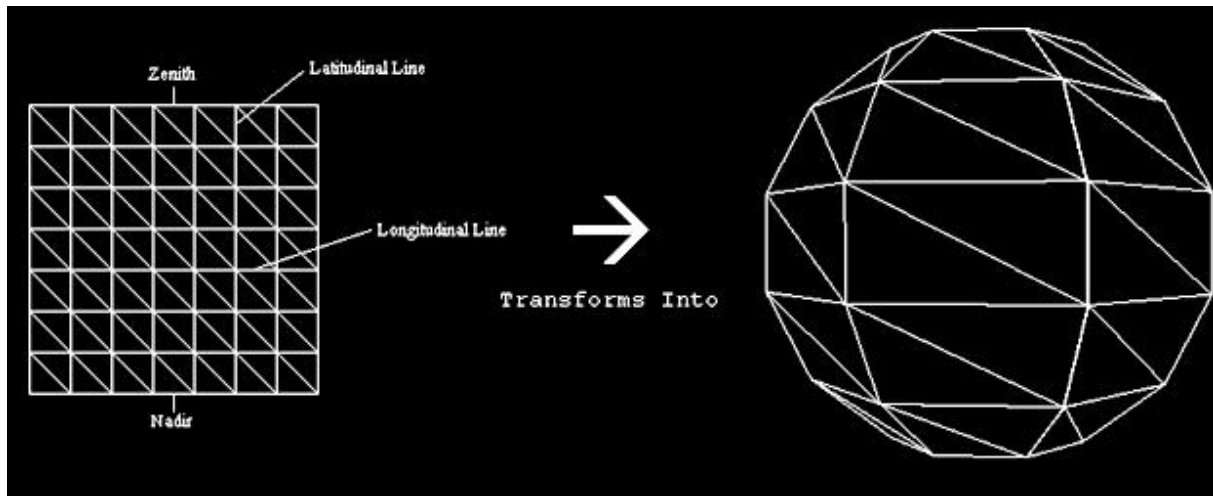 Zenith
Latitudinal Line
Longitudinal Line
Transforms Into
Nadir